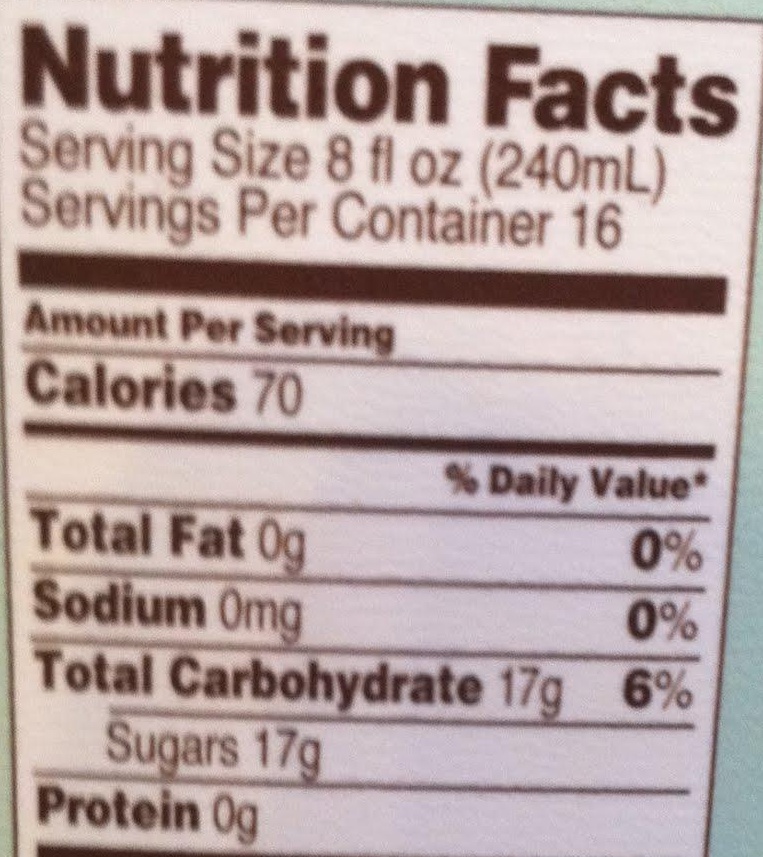 Nutrition Facts
Serving Size 8 fl oz (240mL)
Servings Per Container 16
Amount Per Serving
Calories 70
% Daily Value*
Total Fat 0g 0%
Sodium 0mg 0%
Total Carbohydrate 17g 6%
Sugars 17g
Protein 0g